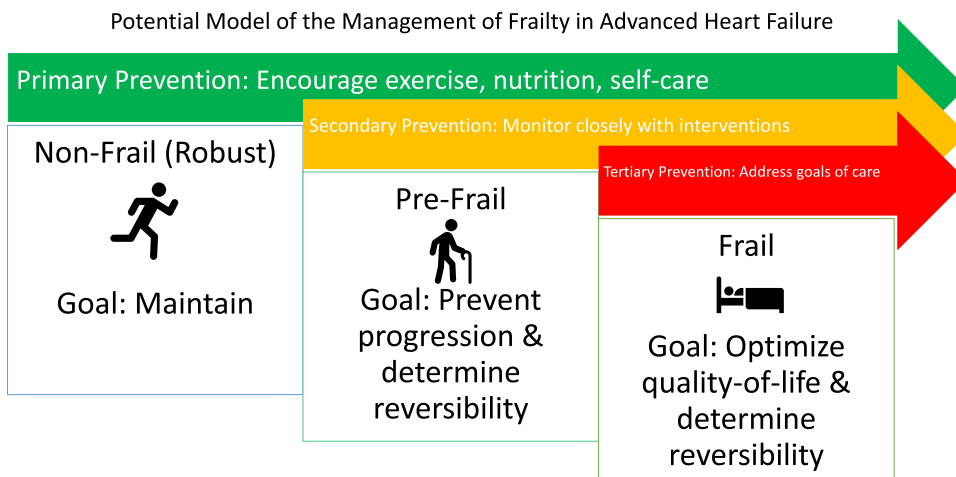 Potential Model of the Management of Frailty in Advanced Heart Failure
Primary Prevention: Encourage exercise, nutrition, self-care
Secondary Prevention: Monitor closely with interventions
Tertiary Prevention: Address goals of care
Non-Frail (Robust)
Goal: Maintain
Pre-Frail
Goal: Prevent
progression &
determine
reversibility
Frail
Goal: Optimize
quality-of-life &
determine
reversibility